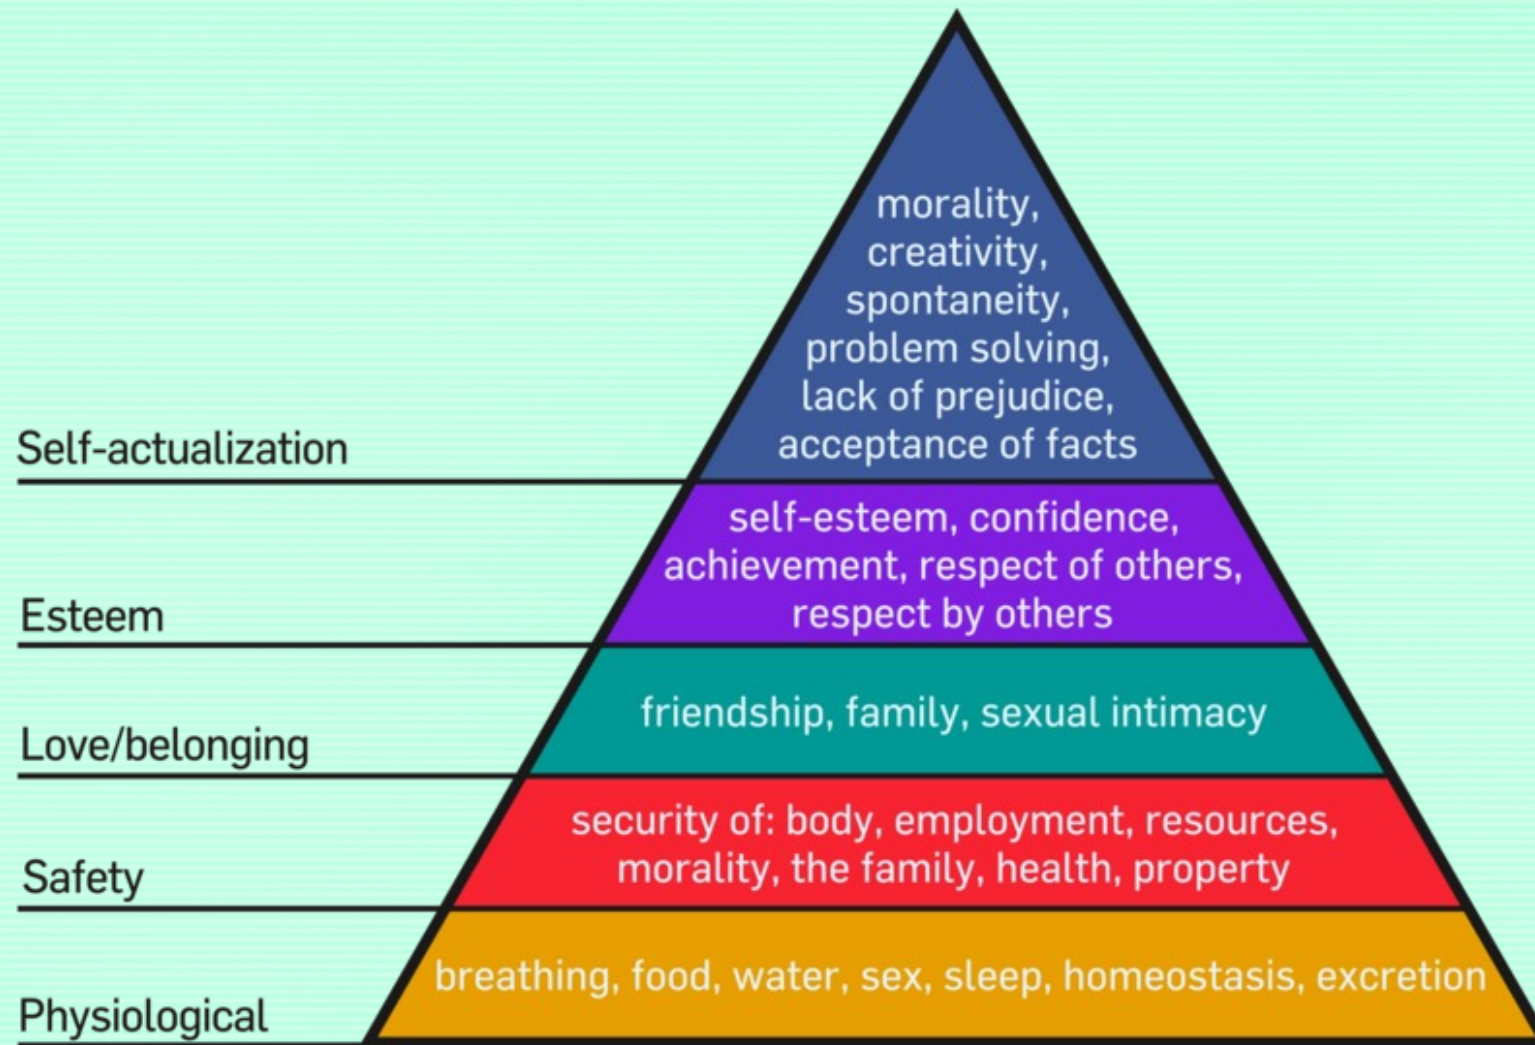 morality,
creativity,
spontaneity,
problem solving,
lack of prejudice,
acceptance of facts
Self-actualization
self-esteem, confidence,
achievement, respect of others,
respect by others
Esteem
friendship, family, sexual intimacy
Love/belonging
security of: body, employment, resources,
morality, the family, health, property
Safety
breathing, food, water, sex, sleep, homeostasis, excretion
Physiological